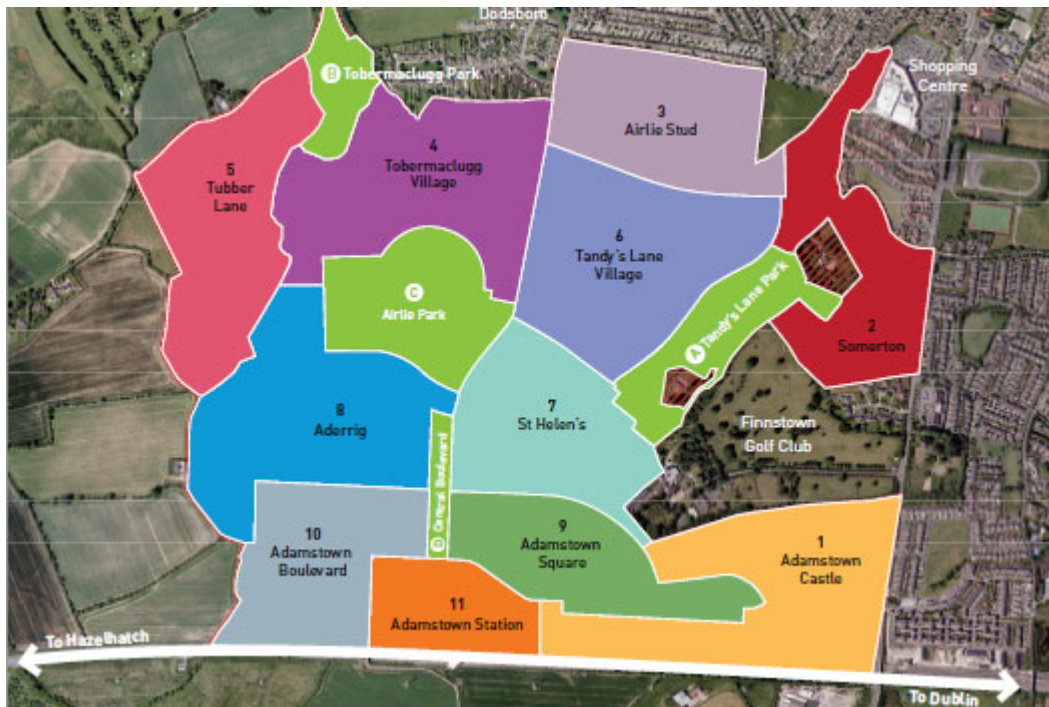 Dodsboro
B Tobermaclugg Park
Shopping
Centre
3
Airlie Stud
4
Tobermaclugg
Village
5
Tubber
Lane
6
Tandy's Lane
Village
C
Airlie Park
A Tandy's Lane Park
2
Somerton
8
Aderrig
7
St Helen's
Finnstown
Golf Club
D Central Boulevard
10
Adamstown
Boulevard
9
Adamstown
Square
1
Adamstown
Castle
11
Adamstown Station
To Hazelhatch
To Dublin